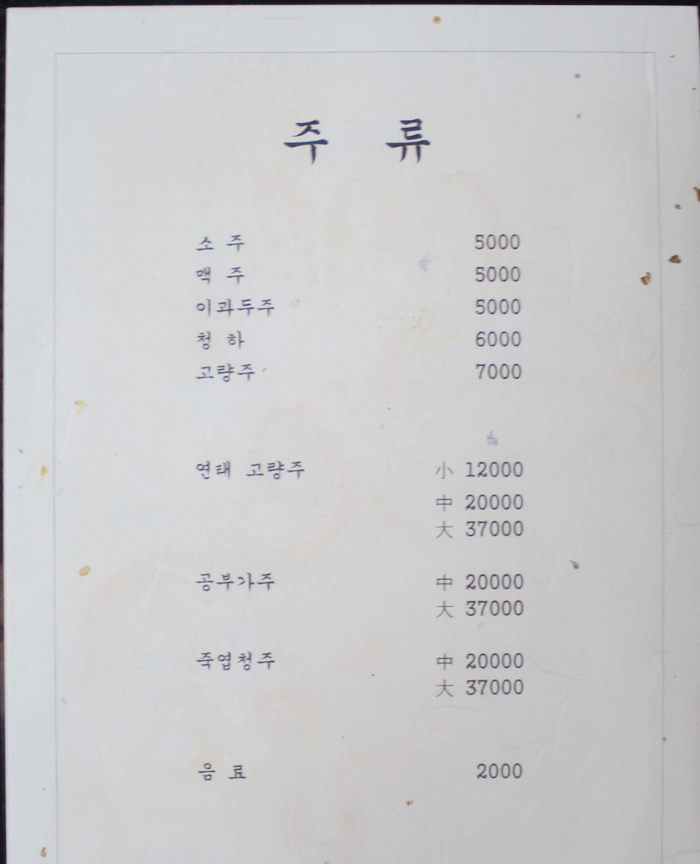 주 류
소 주 5000
맥 주 5000
이과두주 5000
청 하 6000
고량주 7000
연태 고량주 小 12000
中 20000
大 37000
공부가주 中 20000
大 37000
죽엽청주 中 20000
大 37000
음 료 2000